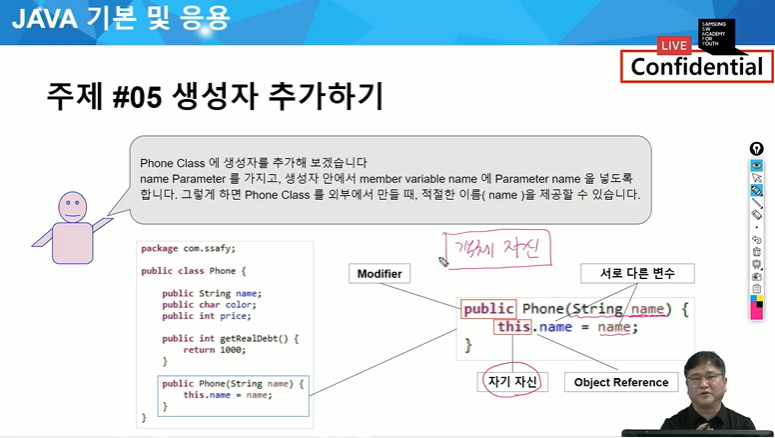 JAVA 기본 및 응용
SAMSUNG
SW
ACADEMY
FOR
YOUTH
LIVE
Confidential
주제 #05 생성자 추가하기
Phone Class 에 생성자를 추가해 보겠습니다
name Parameter 를 가지고, 생성자 안에서 member variable name 에 Parameter name 을 넣도록
합니다. 그렇게 하면 Phone Class 를 외부에서 만들 때, 적절한 이름( name )을 제공할 수 있습니다.
package com.ssafy;
public class Phone {
public String name;
public char color;
public int price;
public int getRealDebt() {
return 1000;
}
public Phone(String name) {
this.name = name;
}
}
객체 자신
Modifier
서로 다른 변수
public Phone(String name) {
this.name = name;
}
자기 자신
Object Reference